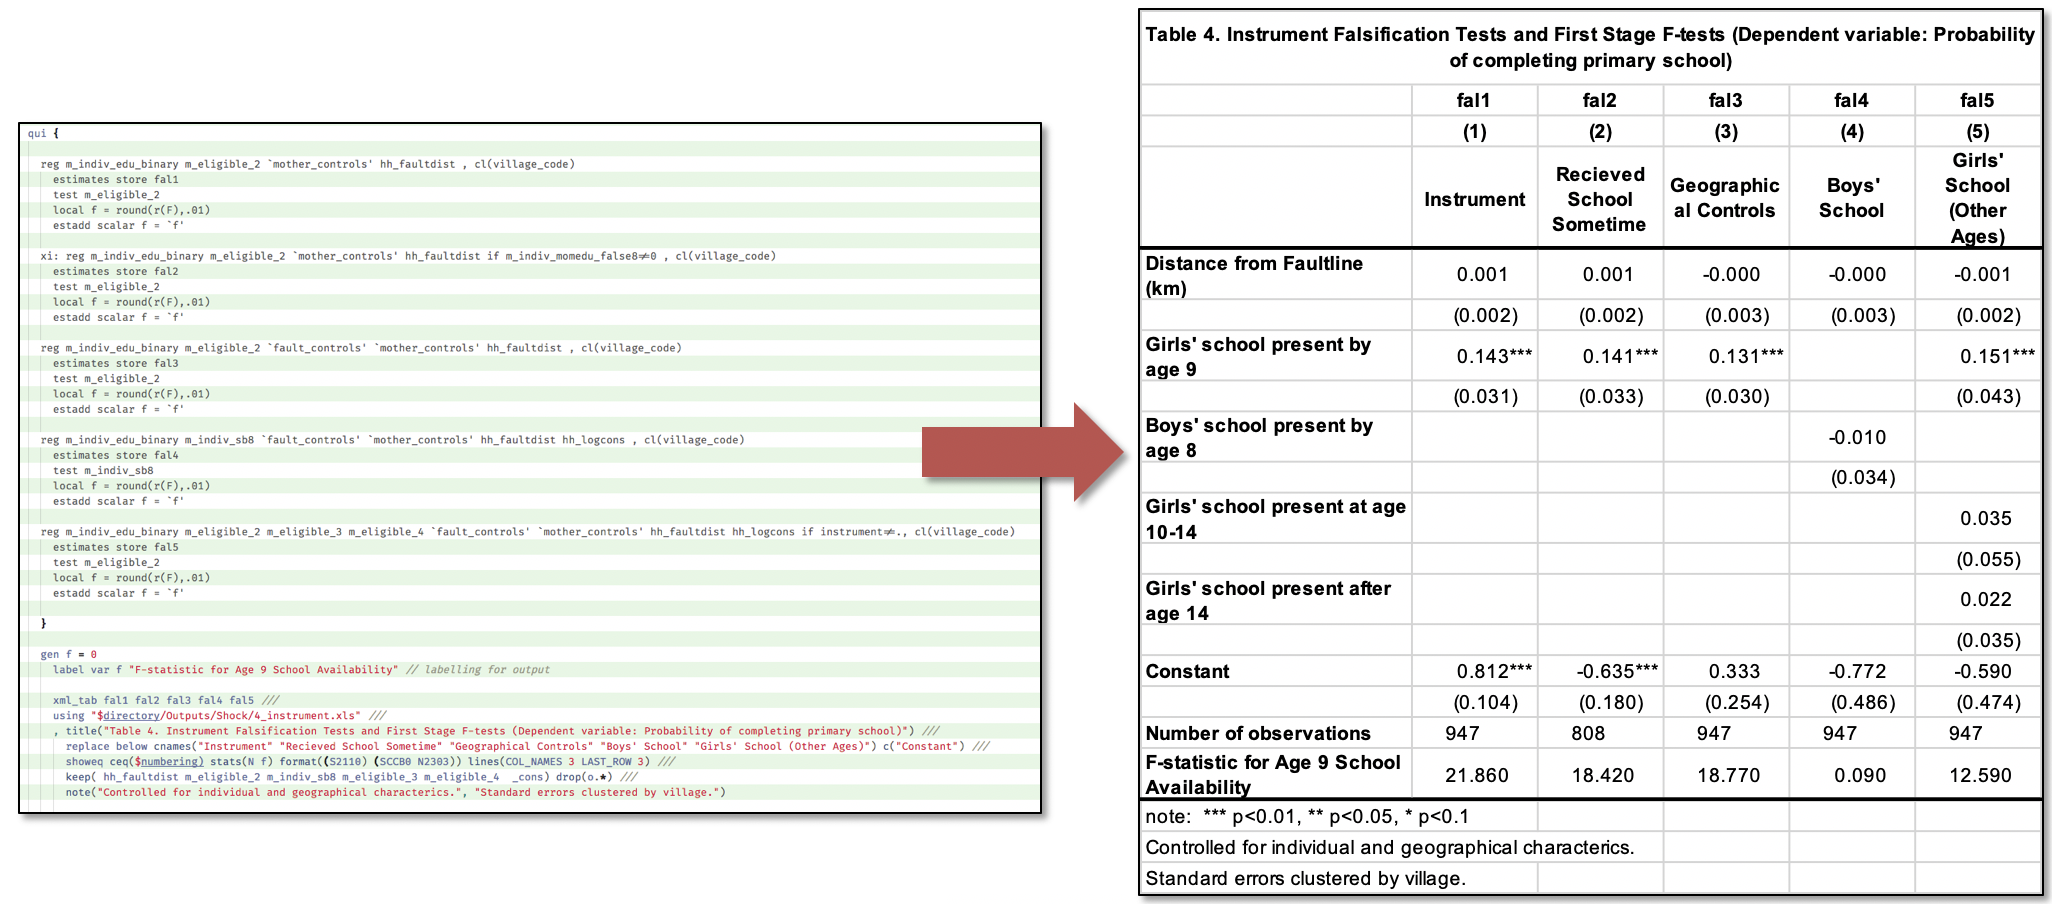 qui {
reg m_indiv_edu_binary m_eligible_2 `mother_controls' hh_faultdist , cl(village_code)
estimates store fal1
test m_eligible_2
local f = round(r(F),.01)
estadd scalar f = `f'
xi: reg m_indiv_edu_binary m_eligible_2 `mother_controls' hh_faultdist if m_indiv_momedu_false8≠0 , cl(village_code)
estimates store fal2
test m_eligible_2
local f = round(r(F),.01)
estadd scalar f = `f'
reg m_indiv_edu_binary m_eligible_2 `fault_controls' `mother_controls' hh_faultdist , cl(village_code)
estimates store fal3
test m_eligible_2
local f = round(r(F),.01)
estadd scalar f = `f'
reg m_indiv_edu_binary m_indiv_sb8 `fault_controls' `mother_controls' hh_faultdist hh_logcons , cl(village_code)
estimates store fal4
test m_indiv_sb8
local f = round(r(F),.01)
estadd scalar f = `f'
reg m_indiv_edu_binary m_eligible_2 m_eligible_3 m_eligible_4 `fault_controls' `mother_controls' hh_faultdist hh_logcons if instrument≠., cl(village_code)
estimates store fal5
test m_eligible_2
local f = round(r(F),.01)
estadd scalar f = `f'
}
gen f = 0
label var f "F-statistic for Age 9 School Availability" // labelling for output
xml_tab fal1 fal2 fal3 fal4 fal5 ///
using "$directory/Outputs/Shock/4_instrument.xls" ///
, title("Table 4. Instrument Falsification Tests and First Stage F-tests (Dependent variable: Probability of completing primary school)") ///
replace below cnames("Instrument" "Recieved School Sometime" "Geographical Controls" "Boys' School" "Girls' School (Other Ages)") c("Constant") ///
showeq ceq($numbering) stats(N f) format((S2110) (SCCB0 N2303)) lines(COL_NAMES 3 LAST_ROW 3) ///
keep( hh_faultdist m_eligible_2 m_indiv_sb8 m_eligible_3 m_eligible_4 _cons) drop(o.*) ///
note("Controlled for individual and geographical characterics.", "Standard errors clustered by village.")
Table 4. Instrument Falsification Tests and First Stage F-tests (Dependent variable: Probability
of completing primary school)
fal1 fal2 fal3 fal4 fal5
(1) (2) (3) (4) (5)
Instrument
Recieved
School
Sometime
Geographic
al Controls
Boys'
School
Girls'
School
(Other
Ages)
Distance from Faultline
(km)
0.001 0.001 -0.000 -0.000 -0.001
(0.002) (0.002) (0.003) (0.003) (0.002)
Girls' school present by
age 9
0.143*** 0.141*** 0.131*** 0.151***
(0.031) (0.033) (0.030) (0.043)
Boys' school present by
age 8
-0.010
(0.034)
Girls' school present at age
10-14
0.035
(0.055)
Girls' school present after
age 14
0.022
(0.035)
Constant 0.812*** -0.635*** 0.333 -0.772 -0.590
(0.104) (0.180) (0.254) (0.486) (0.474)
Number of observations 947 808 947 947 947
F-statistic for Age 9 School
Availability
21.860 18.420 18.770 0.090 12.590
note: *** p<0.01, ** p<0.05, * p<0.1
Controlled for individual and geographical characterics.
Standard errors clustered by village.